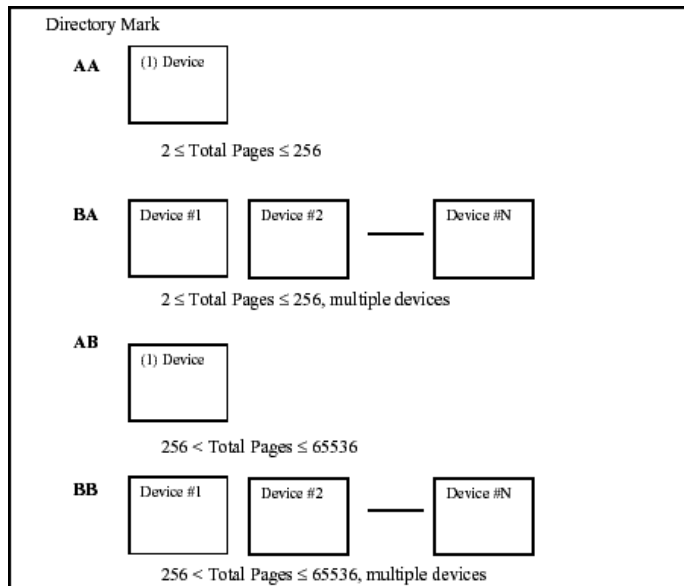 Directory Mark
AA
(1) Device
2 ≤ Total Pages ≤ 256
BA
Device #1 Device #2 Device #N
2 ≤ Total Pages ≤ 256, multiple devices
AB
(1) Device
256 < Total Pages ≤ 65536
BB
Device #1 Device #2 Device #N
256 < Total Pages ≤ 65536, multiple devices